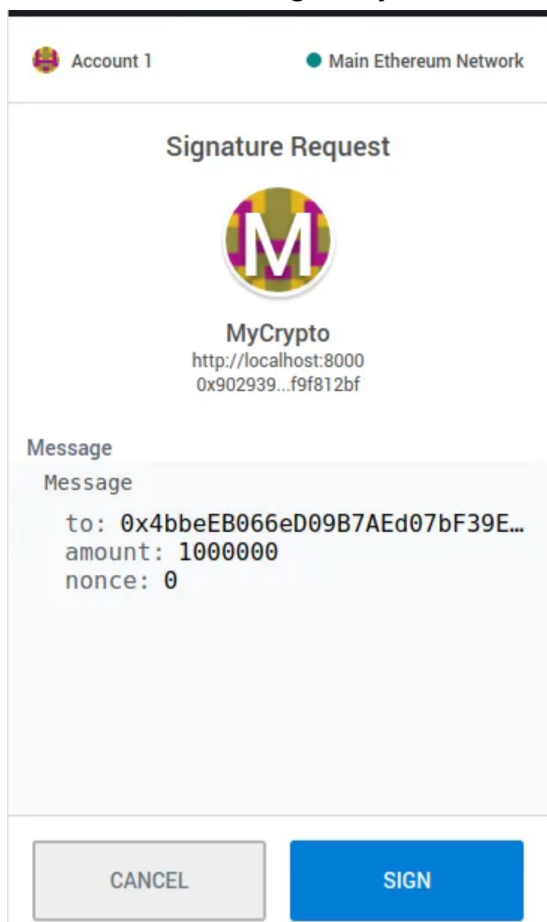 Account 1
Main Ethereum Network
Signature Request
M
MyCrypto
http://localhost:8000
0x902939...f9f812bf
Message
Message
to: 0x4bbeEB066eD09B7AEd07bF39E…
amount: 1000000
nonce: 0
CANCEL
SIGN